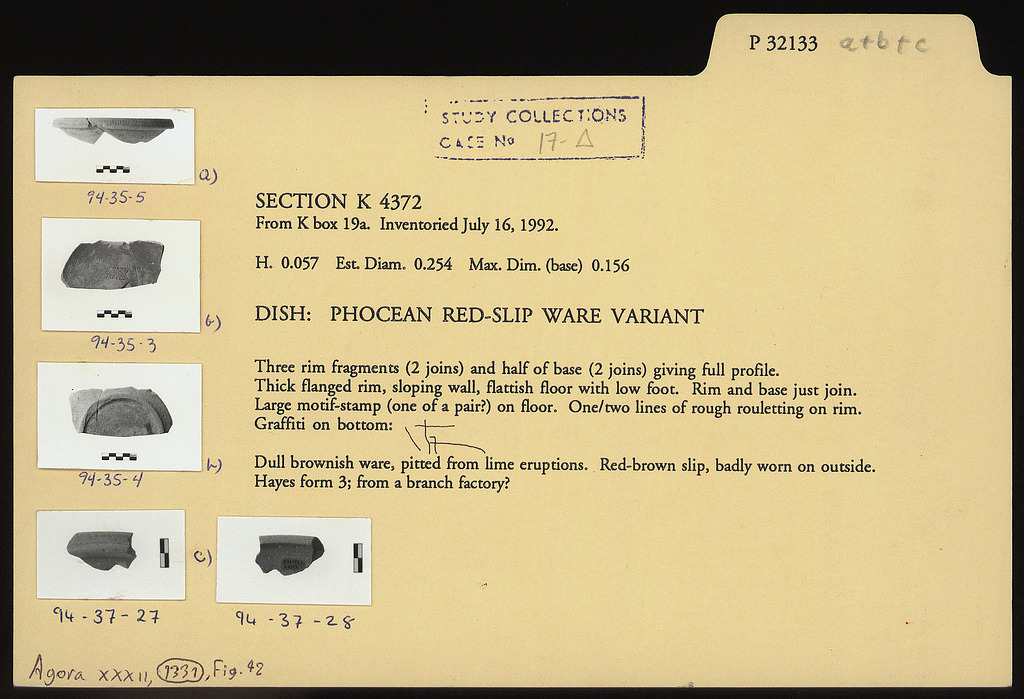 P 32133 a+b+c
STUDY COLLECTIONS
CASE No 17-Δ
a)
94-35-5
SECTION K 4372
From K box 19a. Inventoried July 16, 1992.
H. 0.057 Est. Diam. 0.254 Max. Dim. (base) 0.156
b)
94-35-3
DISH: PHOCEAN RED-SLIP WARE VARIANT
Three rim fragments (2 joins) and half of base (2 joins) giving full profile.
Thick flanged rim, sloping wall, flattish floor with low foot. Rim and base just join.
Large motif-stamp (one of a pair?) on floor. One/two lines of rough rouletting on rim.
Graffiti on bottom:
b)
94-35-4
Dull brownish ware, pitted from lime eruptions. Red-brown slip, badly worn on outside.
Hayes form 3; from a branch factory?
c)
94-37-27
94-37-28
Agora XXXII, 1331, Fig. 42